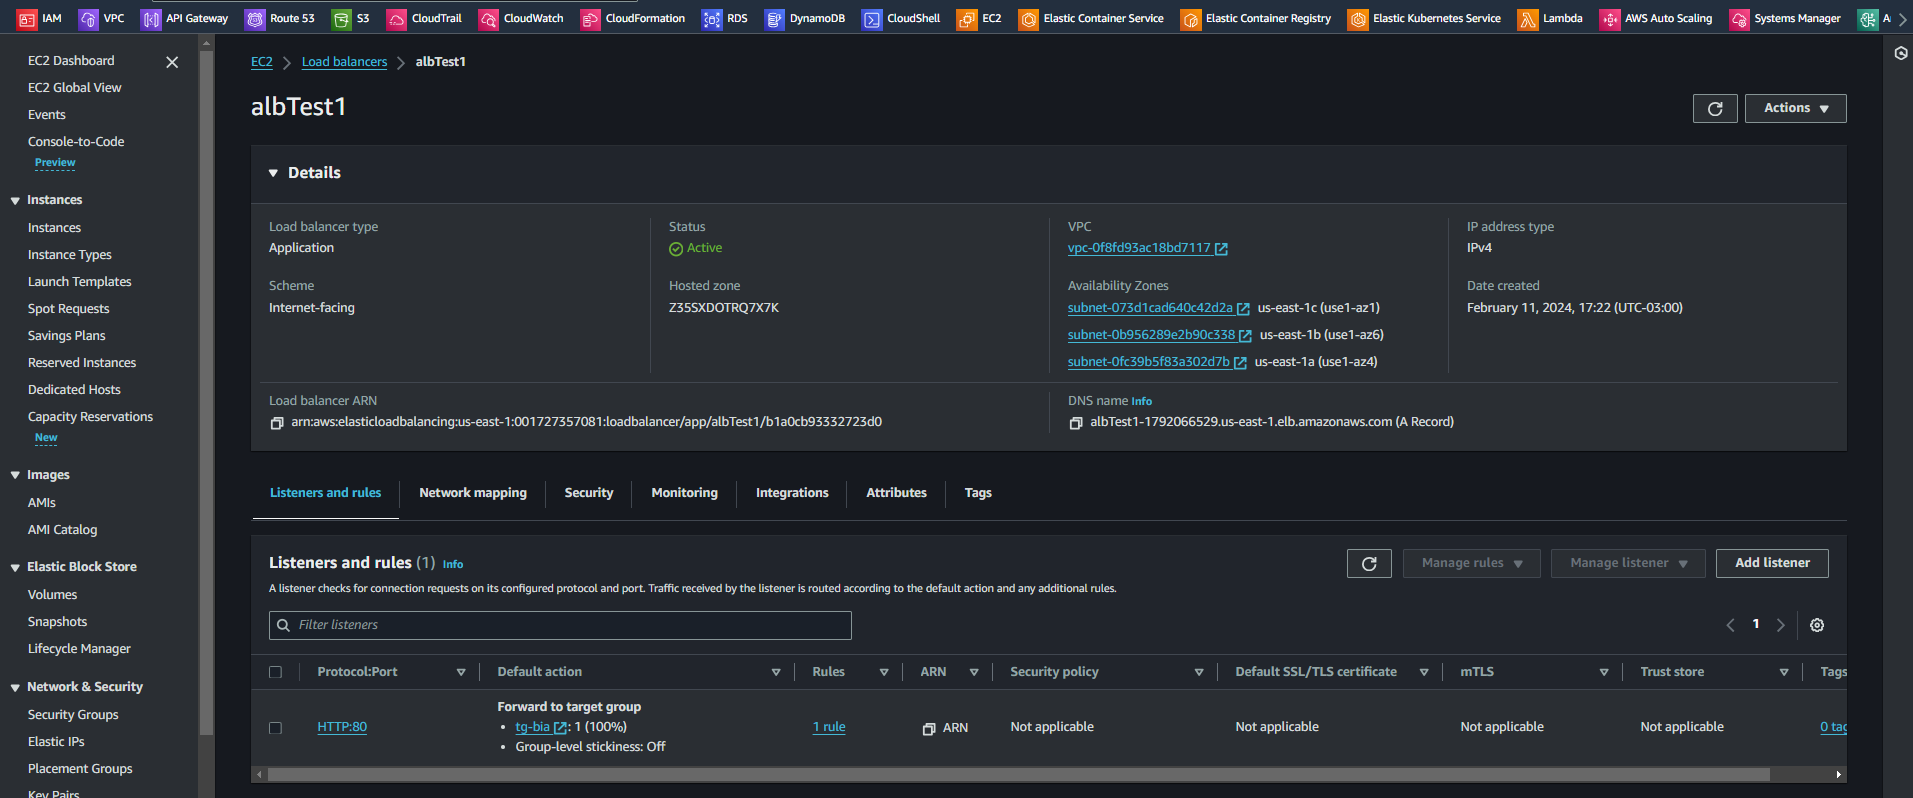 IAM VPC API Gateway Route 53 S3 CloudTrail CloudWatch CloudFormation RDS DynamoDB CloudShell EC2 Elastic Container Service Elastic Container Registry Elastic Kubernetes Service Lambda AWS Auto Scaling Systems Manager
EC2 Dashboard
EC2 Global View
Events
Console-to-Code
Preview
Instances
Instances
Instance Types
Launch Templates
Spot Requests
Savings Plans
Reserved Instances
Dedicated Hosts
Capacity Reservations
New
Images
AMIs
AMI Catalog
Elastic Block Store
Volumes
Snapshots
Lifecycle Manager
Network & Security
Security Groups
Elastic IPs
Placement Groups
Key Pairs
EC2 Load balancers albTest1
albTest1
Actions
Details
Load balancer type
Application
Status
Active
VPC
vpc-0f8fd93ac18bd7117
IP address type
IPv4
Scheme
Internet-facing
Hosted zone
Z35SXDOTRQ7X7K
Availability Zones
subnet-073d1cad640c42d2a us-east-1c (use1-az1)
subnet-0b956289e2b90c338 us-east-1b (use1-az6)
subnet-0fc39b5f83a302d7b us-east-1a (use1-az4)
Date created
February 11, 2024, 17:22 (UTC-03:00)
Load balancer ARN
arn:aws:elasticloadbalancing:us-east-1:001727357081:loadbalancer/app/albTest1/b1a0cb93332723d0
DNS name Info
albTest1-1792066529.us-east-1.elb.amazonaws.com (A Record)
Listeners and rules Network mapping Security Monitoring Integrations Attributes Tags
Listeners and rules (1) Info
Manage rules Manage listener Add listener
A listener checks for connection requests on its configured protocol and port. Traffic received by the listener is routed according to the default action and any additional rules.
Filter listeners
1
Protocol:Port Default action Rules ARN Security policy Default SSL/TLS certificate mTLS Trust store Tags
HTTP:80
Forward to target group
• tg-bia : 1 (100%)
• Group-level stickiness: Off
1 rule
ARN
Not applicable
Not applicable
Not applicable
Not applicable
0